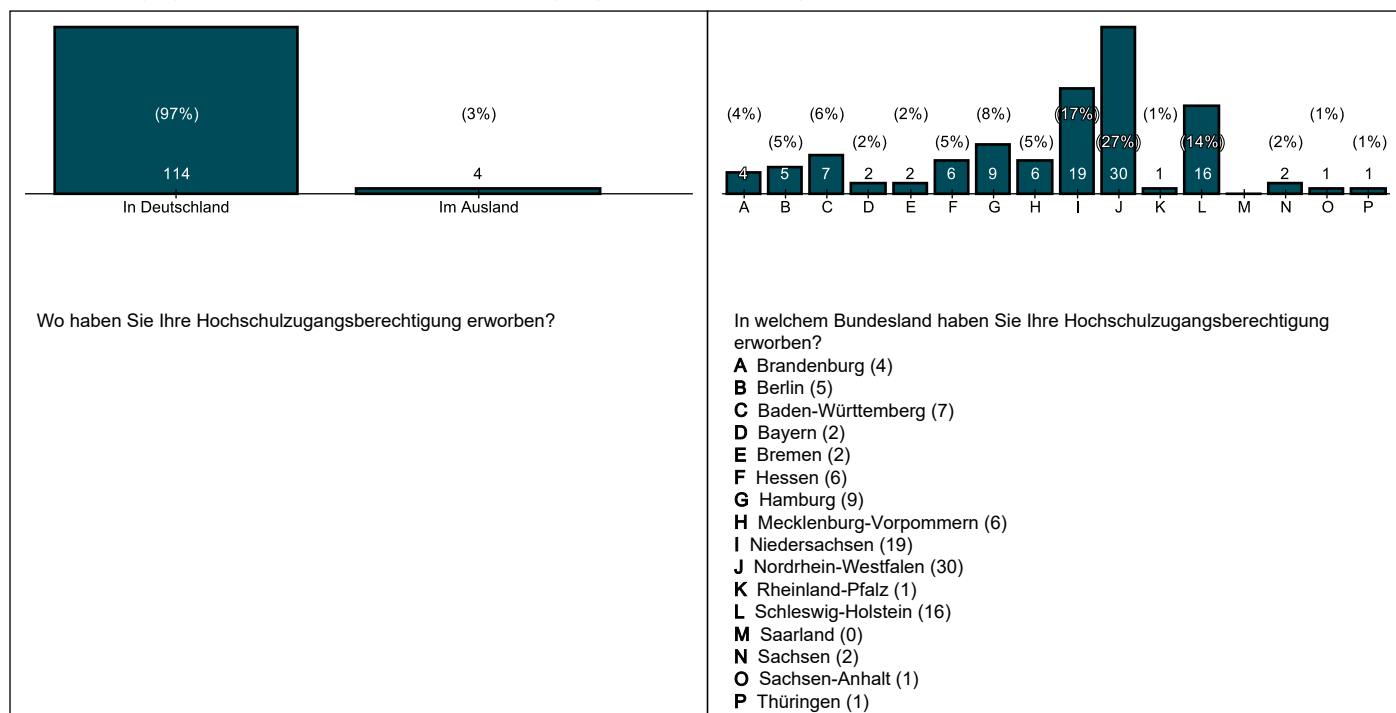 (97%) (3%)
114 4
In Deutschland Im Ausland
Wo haben Sie Ihre Hochschulzugangsberechtigung erworben?
(4%) (6%) (2%) (8%) (17%) (1%) (1%)
(5%) (2%) (5%) (5%) (27%) (14%) (2%) (1%)
4 5 7 2 2 6 9 6 19 30 1 16 2 1 1
A B C D E F G H I J K L M N O P
In welchem Bundesland haben Sie Ihre Hochschulzugangsberechtigung
erworben?
A Brandenburg (4)
B Berlin (5)
C Baden-Württemberg (7)
D Bayern (2)
E Bremen (2)
F Hessen (6)
G Hamburg (9)
H Mecklenburg-Vorpommern (6)
I Niedersachsen (19)
J Nordrhein-Westfalen (30)
K Rheinland-Pfalz (1)
L Schleswig-Holstein (16)
M Saarland (0)
N Sachsen (2)
O Sachsen-Anhalt (1)
P Thüringen (1)